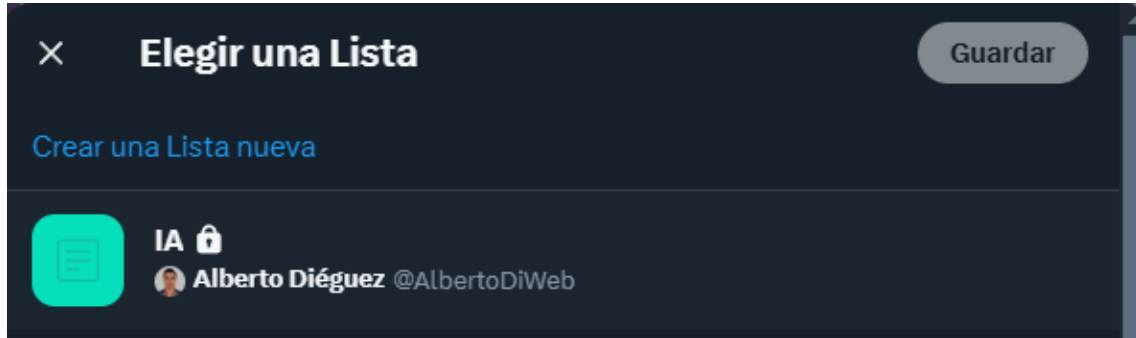 Elegir una Lista
Guardar
Crear una Lista nueva
IA
Alberto Diéguez @AlbertoDiWeb